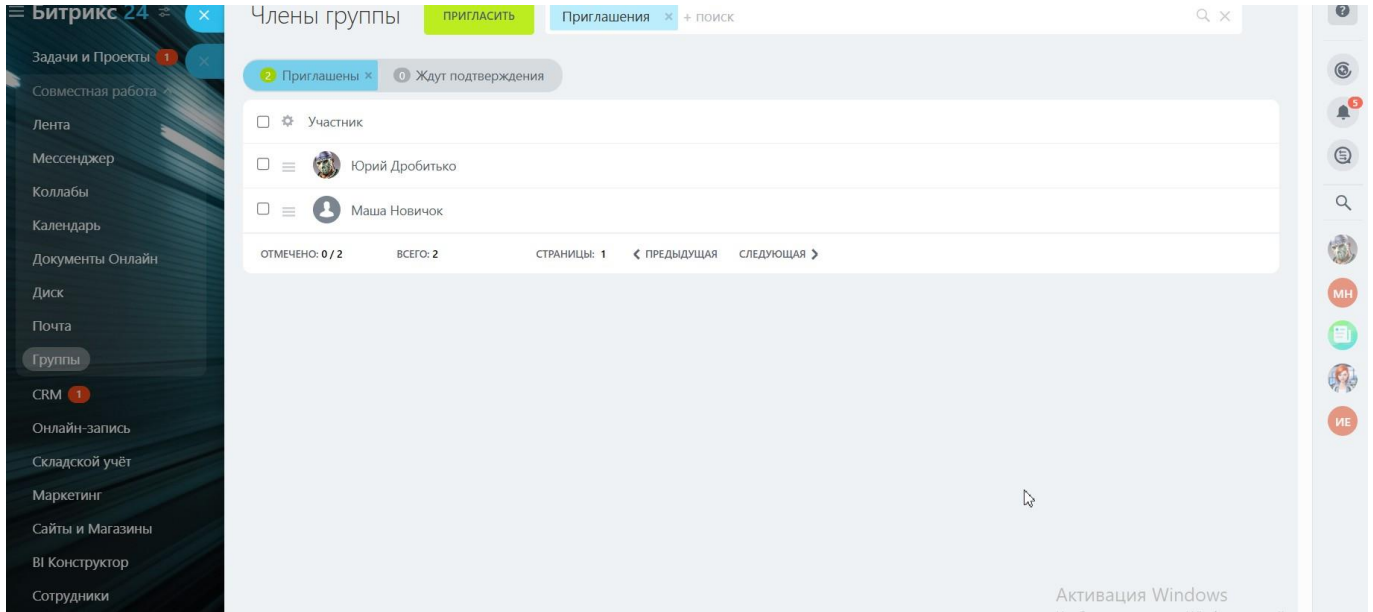 Битрикс 24
Задачи и Проекты 1
Совместная работа
Лента
Мессенджер
Коллабы
Календарь
Документы Онлайн
Диск
Почта
Группы
CRM 1
Онлайн-запись
Складской учёт
Маркетинг
Сайты и Магазины
BI Конструктор
Сотрудники
Члены группы ПРИГЛАСИТЬ Приглашения × + поиск
2 Приглашены × 0 Ждут подтверждения
Участник
Юрий Дробитько
Маша Новичок
ОТМЕЧЕНО: 0 / 2 ВСЕГО: 2 СТРАНИЦЫ: 1 ПРЕДЫДУЩАЯ СЛЕДУЮЩАЯ
Активация Windows
?
5
МН
ИЕ